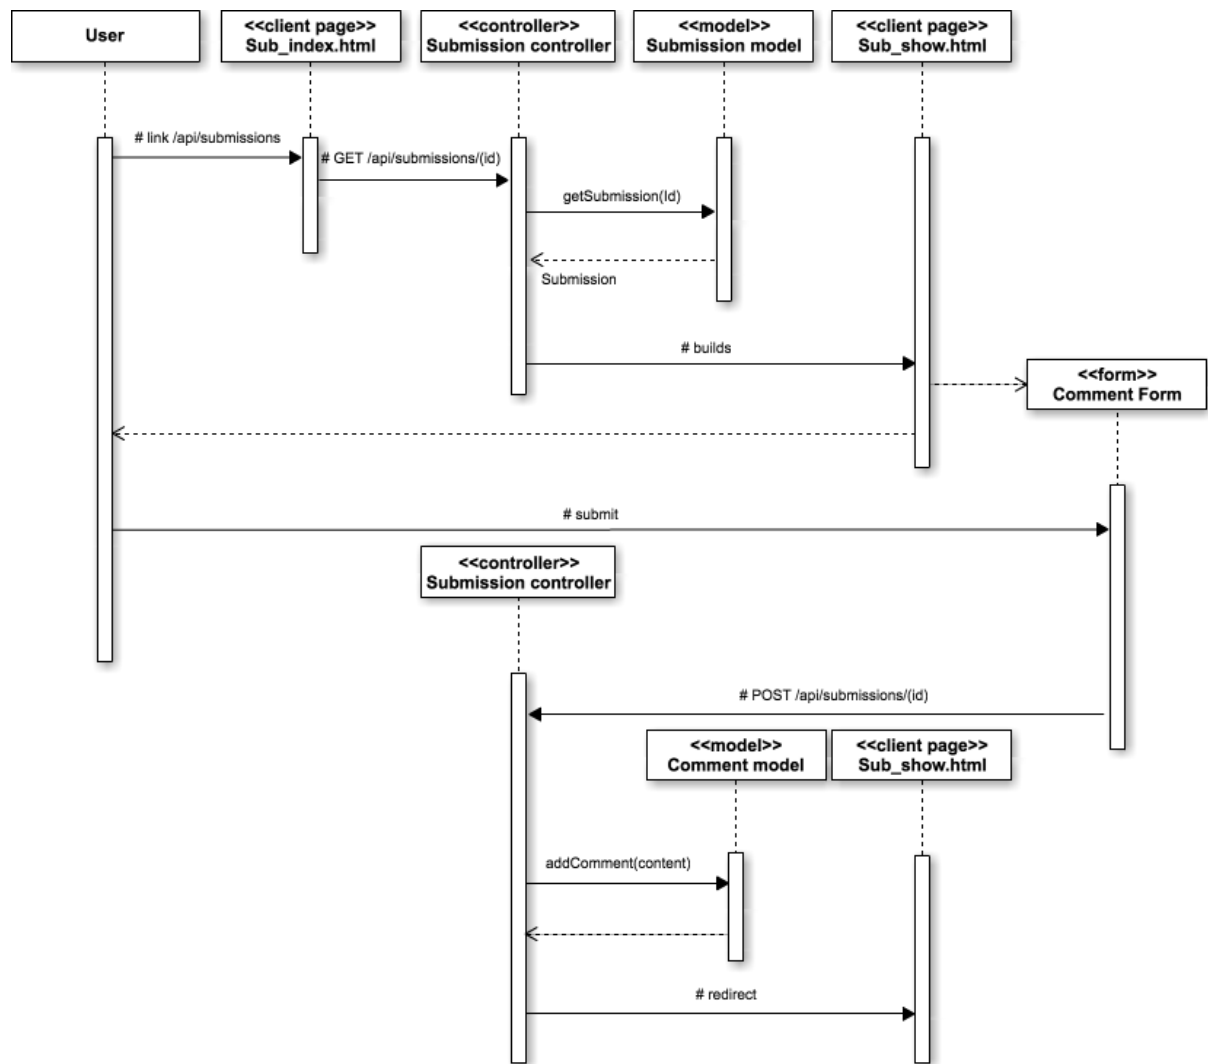 User
<<client page>>
Sub_index.html
<<controller>>
Submission controller
<<model>>
Submission model
<<client page>>
Sub_show.html
# link /api/submissions
# GET /api/submissions/(id)
getSubmission(Id)
Submission
# builds
<<form>>
Comment Form
# submit
<<controller>>
Submission controller
# POST /api/submissions/(id)
<<model>>
Comment model
<<client page>>
Sub_show.html
addComment(content)
# redirect